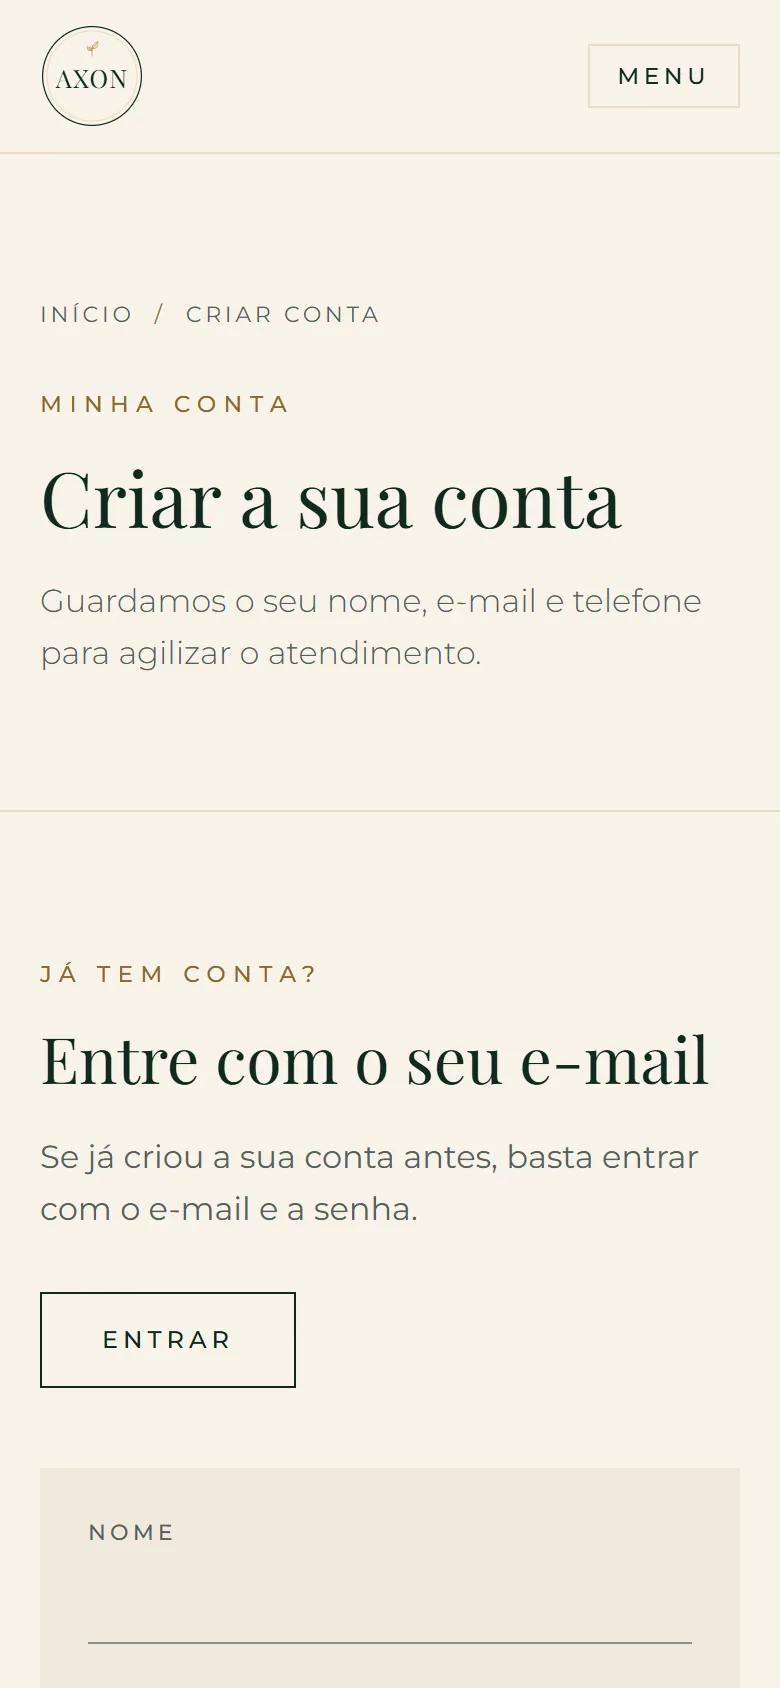 AXON
MENU
INÍCIO / CRIAR CONTA
MINHA CONTA
Criar a sua conta
Guardamos o seu nome, e-mail e telefone
para agilizar o atendimento.
JÁ TEM CONTA?
Entre com o seu e-mail
Se já criou a sua conta antes, basta entrar
com o e-mail e a senha.
ENTRAR
NOME